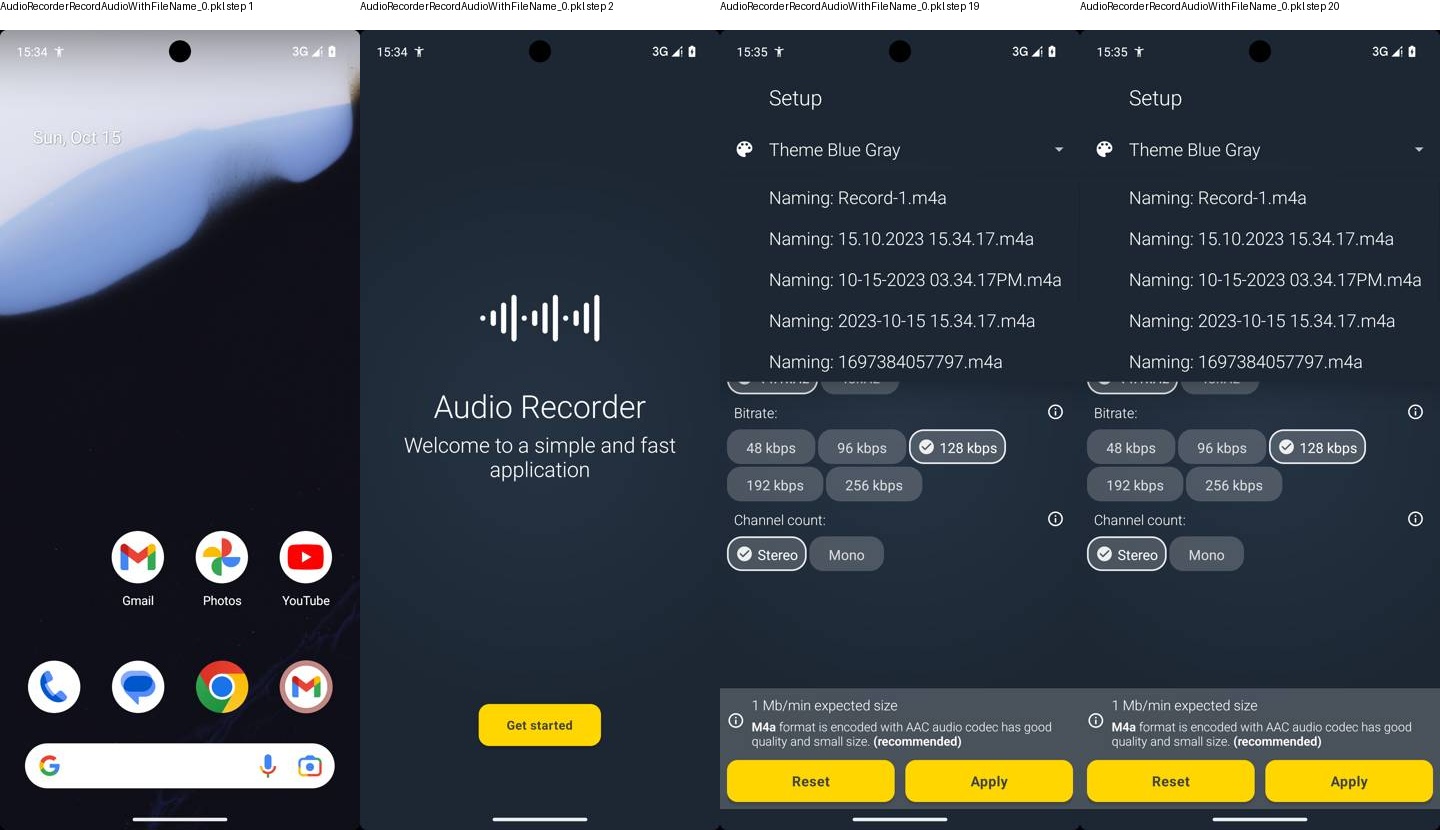 AudioRecorderRecordAudioWithFileName_0.pkl step 1
15:34
3G
Sun, Oct 15
Gmail
Photos
YouTube
AudioRecorderRecordAudioWithFileName_0.pkl step 2
15:34
3G
Audio Recorder
Welcome to a simple and fast
application
Get started
AudioRecorderRecordAudioWithFileName_0.pkl step 19
15:35
3G
Setup
Theme Blue Gray
Naming: Record-1.m4a
Naming: 15.10.2023 15.34.17.m4a
Naming: 10-15-2023 03.34.17PM.m4a
Naming: 2023-10-15 15.34.17.m4a
Naming: 1697384057797.m4a
Bitrate:
48 kbps
96 kbps
128 kbps
192 kbps
256 kbps
Channel count:
Stereo
Mono
1 Mb/min expected size
M4a format is encoded with AAC audio codec has good
quality and small size. (recommended)
Reset
Apply
AudioRecorderRecordAudioWithFileName_0.pkl step 20
15:35
3G
Setup
Theme Blue Gray
Naming: Record-1.m4a
Naming: 15.10.2023 15.34.17.m4a
Naming: 10-15-2023 03.34.17PM.m4a
Naming: 2023-10-15 15.34.17.m4a
Naming: 1697384057797.m4a
Bitrate:
48 kbps
96 kbps
128 kbps
192 kbps
256 kbps
Channel count:
Stereo
Mono
1 Mb/min expected size
M4a format is encoded with AAC audio codec has good
quality and small size. (recommended)
Reset
Apply